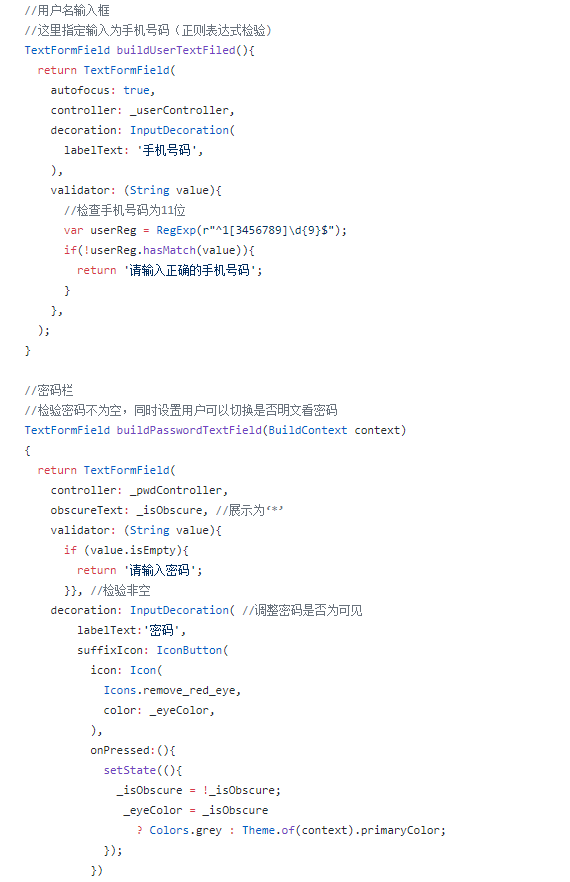 //用户名输入框
//这里指定输入为手机号码（正则表达式检验）
TextFormField buildUserTextFiled(){
  return TextFormField(
    autofocus: true,
    controller: _userController,
    decoration: InputDecoration(
      labelText: '手机号码',
    ),
    validator: (String value){
      //检查手机号码为11位
      var userReg = RegExp(r"^1[3456789]\d{9}$");
      if(!userReg.hasMatch(value)){
        return '请输入正确的手机号码';
      }
    },
  );
}

//密码栏
//检验密码不为空，同时设置用户可以切换是否明文看密码
TextFormField buildPasswordTextField(BuildContext context)
{
  return TextFormField(
    controller: _pwdController,
    obscureText: _isObscure, //展示为‘*’
    validator: (String value){
      if (value.isEmpty){
        return '请输入密码';
      }}, //检验非空
    decoration: InputDecoration( //调整密码是否为可见
        labelText:'密码',
        suffixIcon: IconButton(
          icon: Icon(
            Icons.remove_red_eye,
            color: _eyeColor,
          ),
          onPressed:(){
            setState((){
              _isObscure = !_isObscure;
               _eyeColor = _isObscure
                 ? Colors.grey : Theme.of(context).primaryColor;
            });
          })